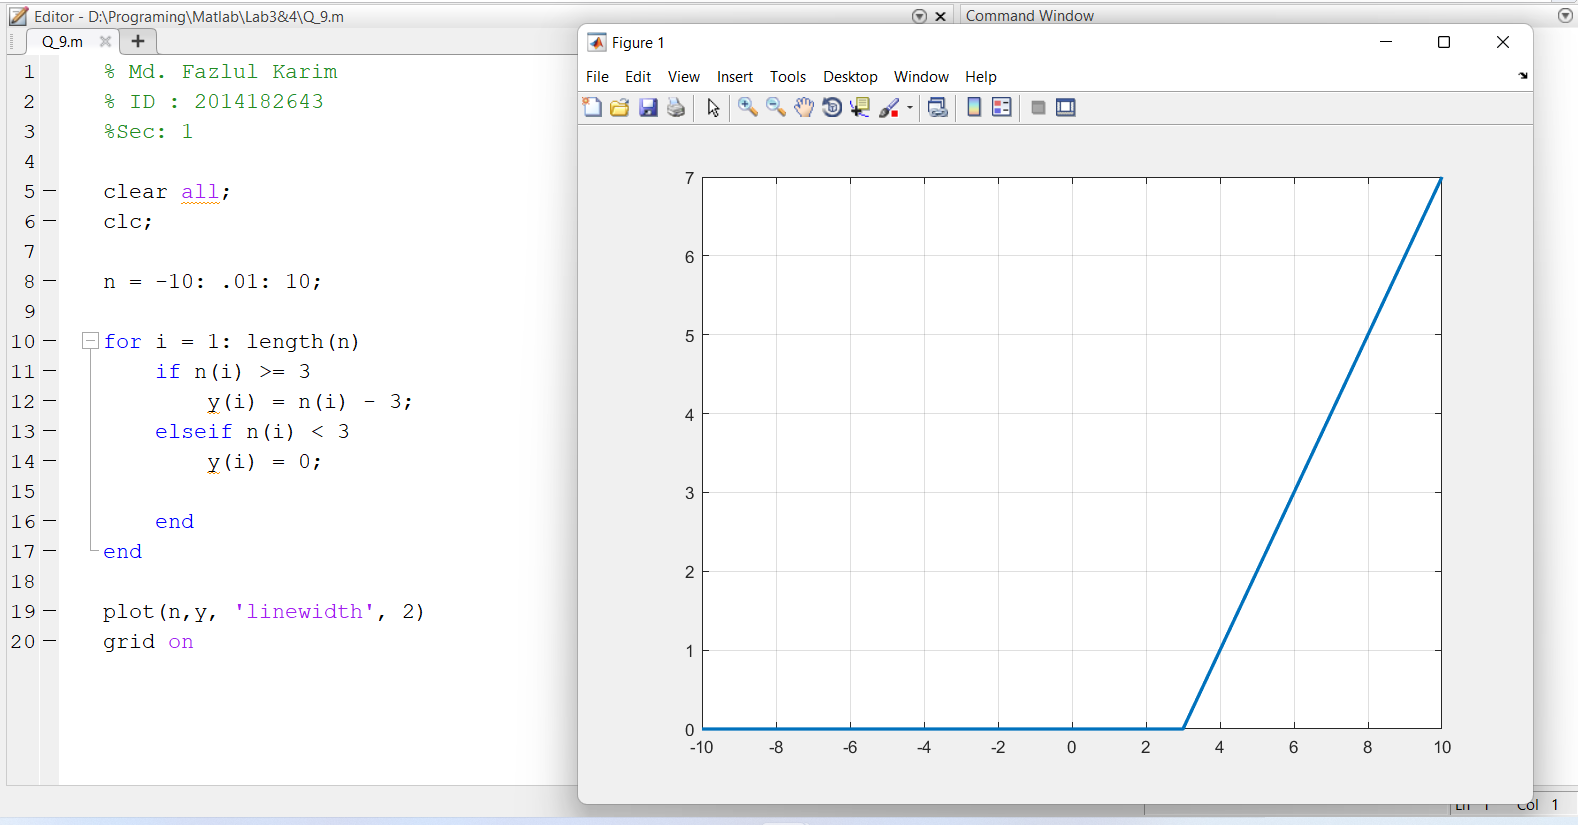 Editor - D:\Programing\Matlab\Lab3&4\Q_9.m
Command Window
Q_9.m
+
1 % Md. Fazlul Karim
2 % ID : 2014182643
3 %Sec: 1
4
5 clear all;
6 clc;
7
8 n = -10: .01: 10;
9
10 for i = 1: length(n)
11 if n(i) >= 3
12 y(i) = n(i) - 3;
13 elseif n(i) < 3
14 y(i) = 0;
15
16 end
17 end
18
19 plot(n,y, 'linewidth', 2)
20 grid on
Figure 1
File Edit View Insert Tools Desktop Window Help
7
6
5
4
3
2
1
0
-10 -8 -6 -4 -2 0 2 4 6 8 10
Ln 1 Col 1